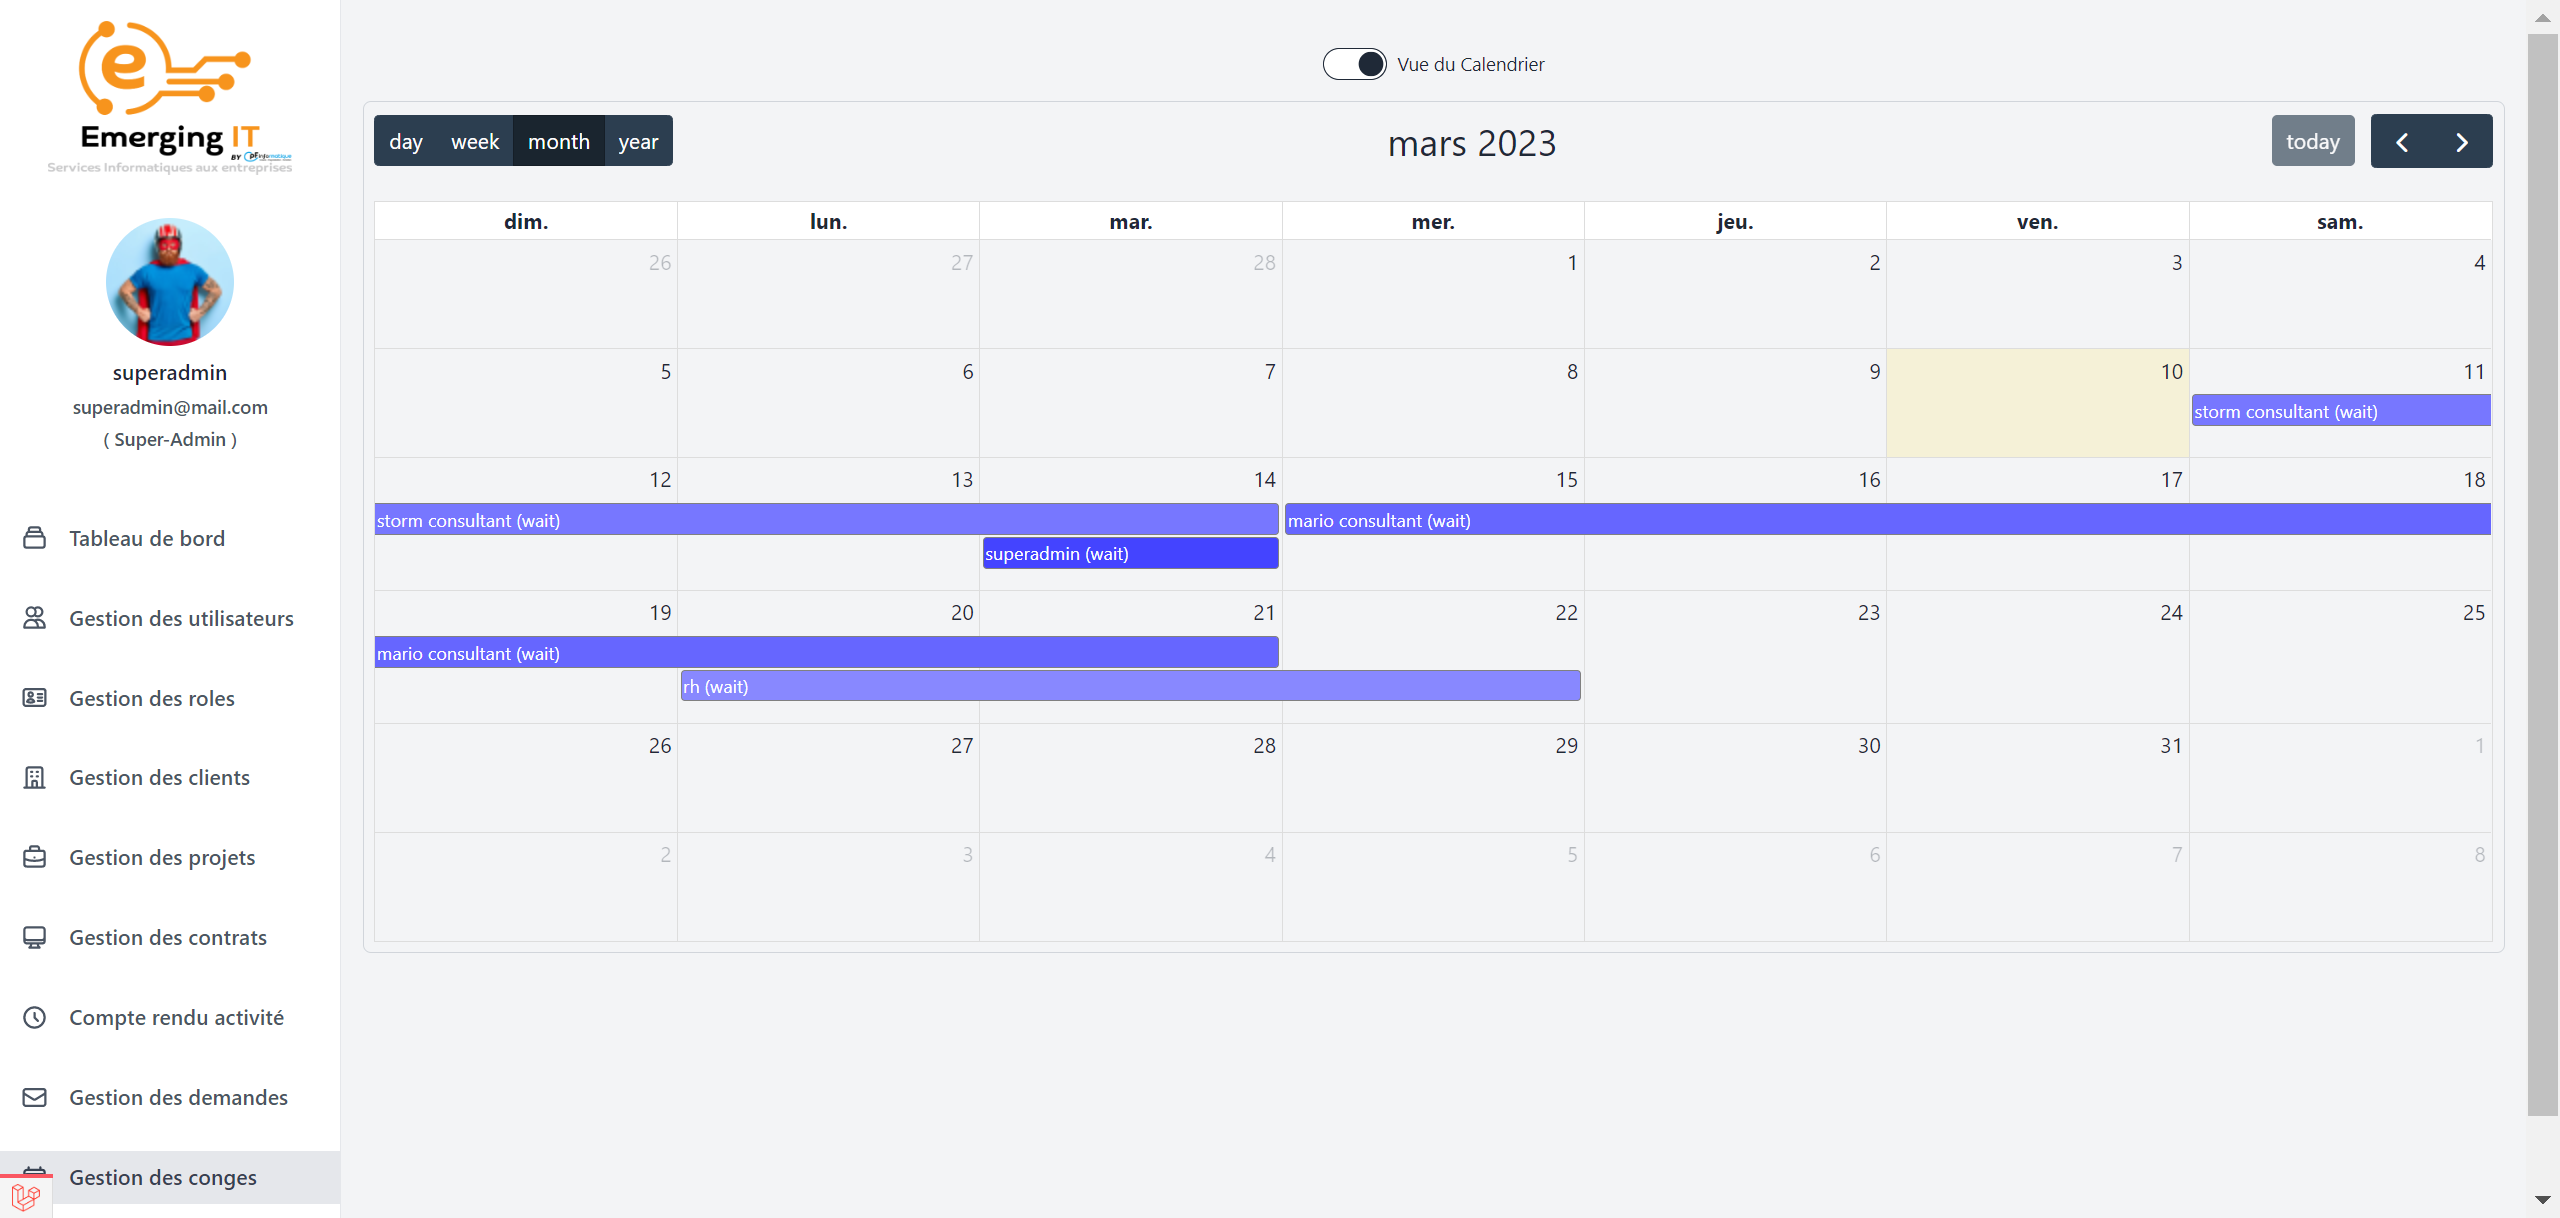 Emerging IT
BY PFinformatique
Services Informatiques aux entreprises
superadmin
superadmin@mail.com
( Super-Admin )
Tableau de bord
Gestion des utilisateurs
Gestion des roles
Gestion des clients
Gestion des projets
Gestion des contrats
Compte rendu activité
Gestion des demandes
Gestion des conges
Vue du Calendrier
day week month year
mars 2023
today
dim. lun. mar. mer. jeu. ven. sam.
26 27 28 1 2 3 4
5 6 7 8 9 10 11
storm consultant (wait)
12 13 14 15 16 17 18
storm consultant (wait) mario consultant (wait)
superadmin (wait)
19 20 21 22 23 24 25
mario consultant (wait)
rh (wait)
26 27 28 29 30 31 1
2 3 4 5 6 7 8